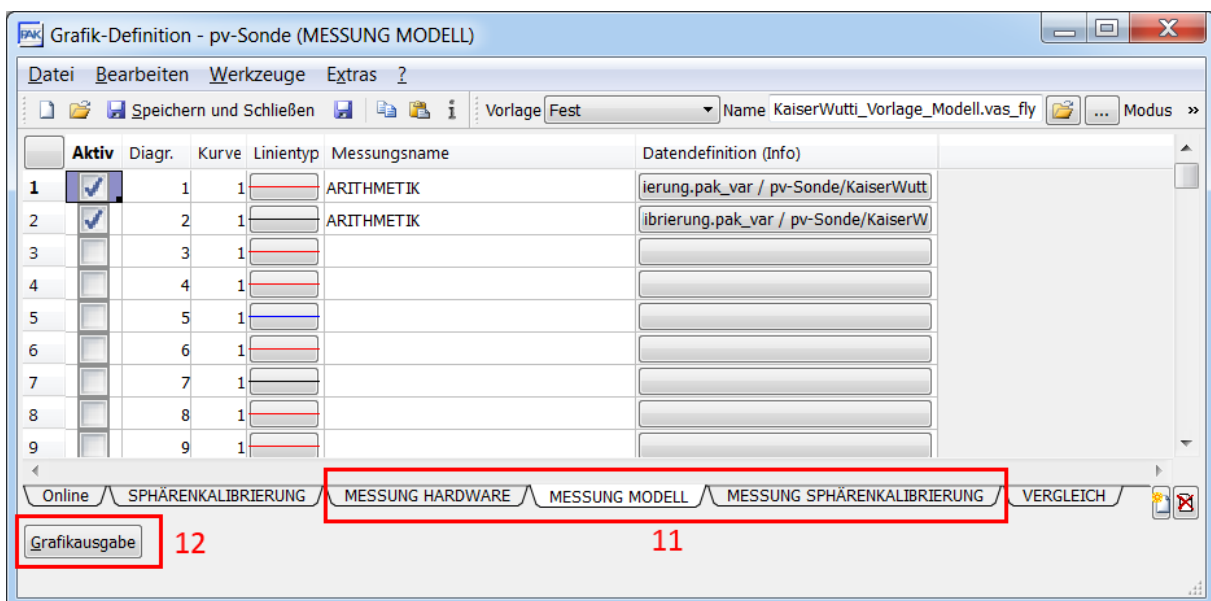 PAK Grafik-Definition - pv-Sonde (MESSUNG MODELL)
Datei Bearbeiten Werkzeuge Extras ?
Speichern und Schließen i Vorlage Fest Name KaiserWutti_Vorlage_Modell.vas_fly ... Modus »
Aktiv Diagr. Kurve Linientyp Messungsname Datendefinition (Info)
1 1 1 ARITHMETIK ierung.pak_var / pv-Sonde/KaiserWutt
2 2 1 ARITHMETIK ibrierung.pak_var / pv-Sonde/KaiserW
3 3 1
4 4 1
5 5 1
6 6 1
7 7 1
8 8 1
9 9 1
Online SPHÄRENKALIBRIERUNG MESSUNG HARDWARE MESSUNG MODELL MESSUNG SPHÄRENKALIBRIERUNG VERGLEICH
Grafikausgabe 12 11